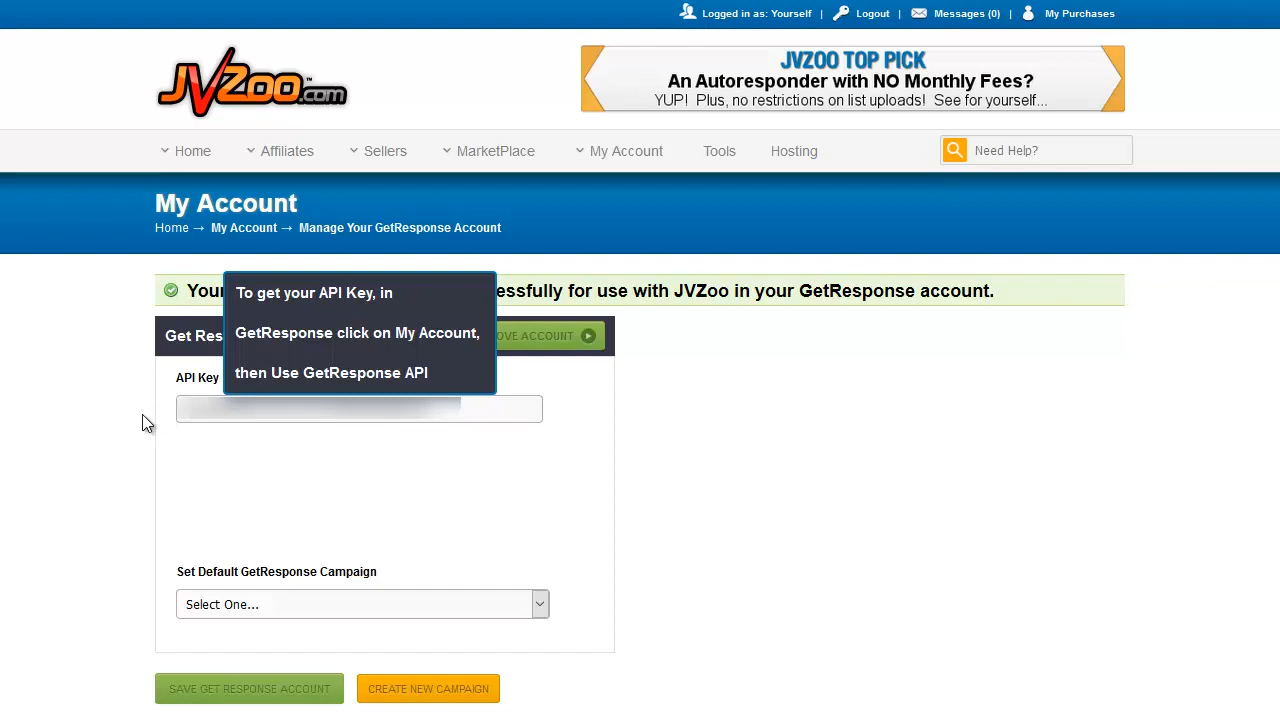 Logged in as: Yourself | Logout | Messages (0) | My Purchases
JVZoo.com™
JVZOO TOP PICK
An Autoresponder with NO Monthly Fees?
YUP! Plus, no restrictions on list uploads! See for yourself...
Home Affiliates Sellers MarketPlace My Account Tools Hosting Need Help?
My Account
Home → My Account → Manage Your GetResponse Account
Your
essfully for use with JVZoo in your GetResponse account.
To get your API Key, in
GetResponse click on My Account,
then Use GetResponse API
Get Res
OVE ACCOUNT
API Key
Set Default GetResponse Campaign
Select One...
SAVE GET RESPONSE ACCOUNT CREATE NEW CAMPAIGN